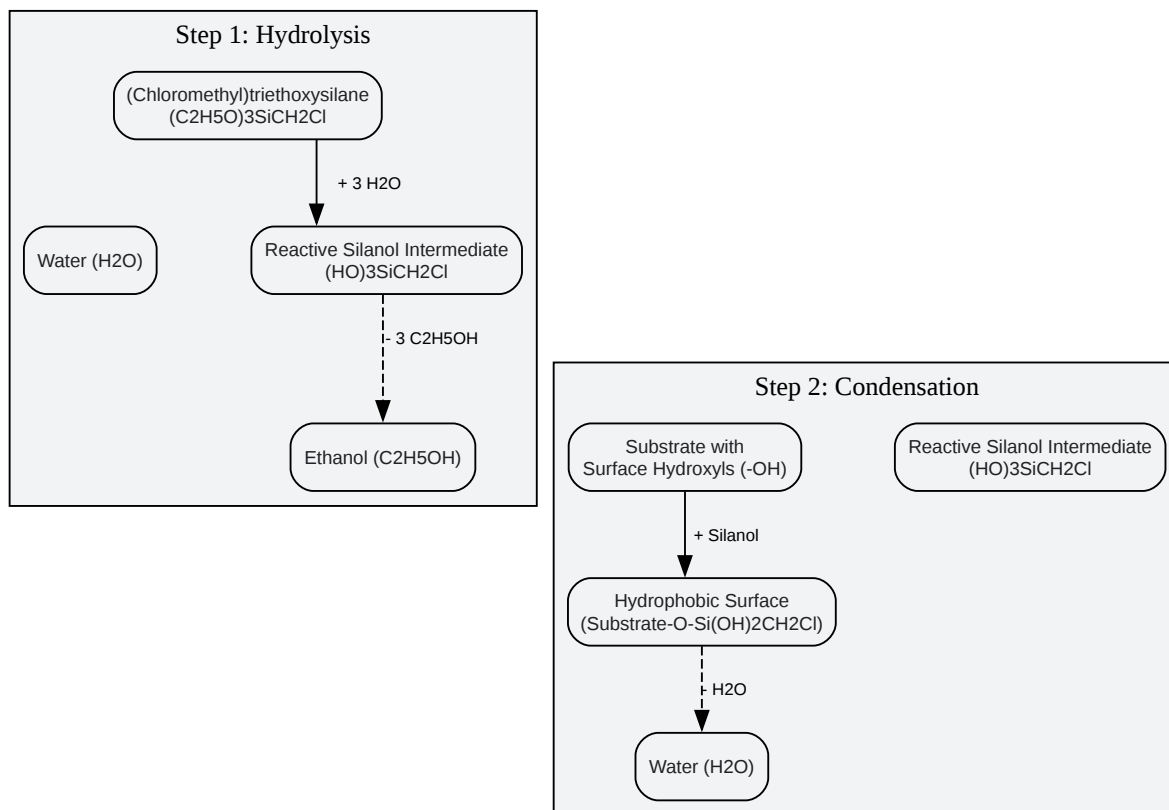 Step 1: Hydrolysis
(Chloromethyl)triethoxysilane
(C2H5O)3SiCH2Cl
+ 3 H2O
Water (H2O)
Reactive Silanol Intermediate
(HO)3SiCH2Cl
- 3 C2H5OH
Ethanol (C2H5OH)
Step 2: Condensation
Substrate with
Surface Hydroxyls (-OH)
Reactive Silanol Intermediate
(HO)3SiCH2Cl
+ Silanol
Hydrophobic Surface
(Substrate-O-Si(OH)2CH2Cl)
- H2O
Water (H2O)